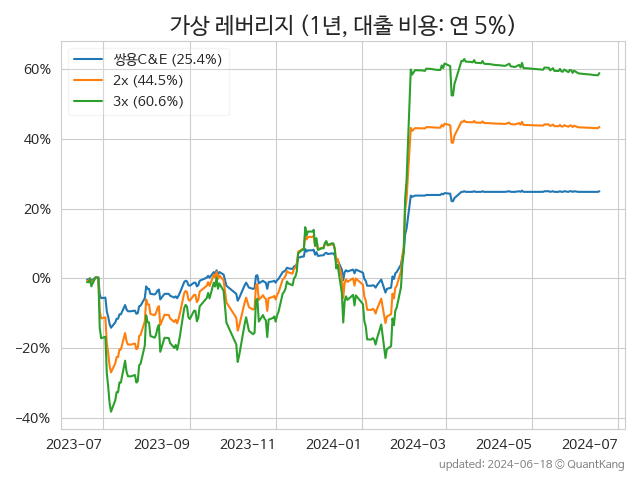 가상 레버리지 (1년, 대출 비용: 연 5%)
쌍용C&E (25.4%)
2x (44.5%)
3x (60.6%)
60%
40%
20%
0%
−20%
−40%
2023-07 2023-09 2023-11 2024-01 2024-03 2024-05 2024-07
updated: 2024-06-18 © QuantKang